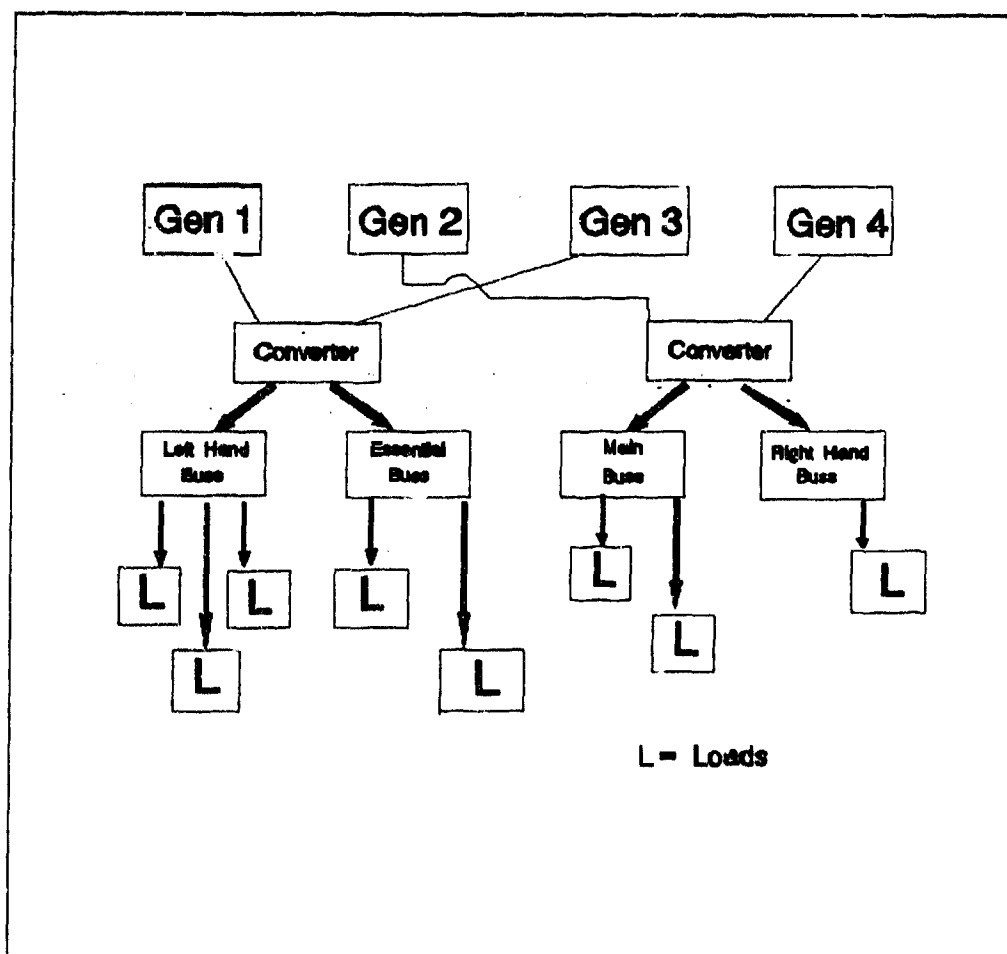 Gen 1
Gen 2
Gen 3
Gen 4
Converter
Converter
Left Hand
Buss
Essential
Buss
Main
Buss
Right Hand
Buss
L
L
L
L
L
L
L
L
L = Loads